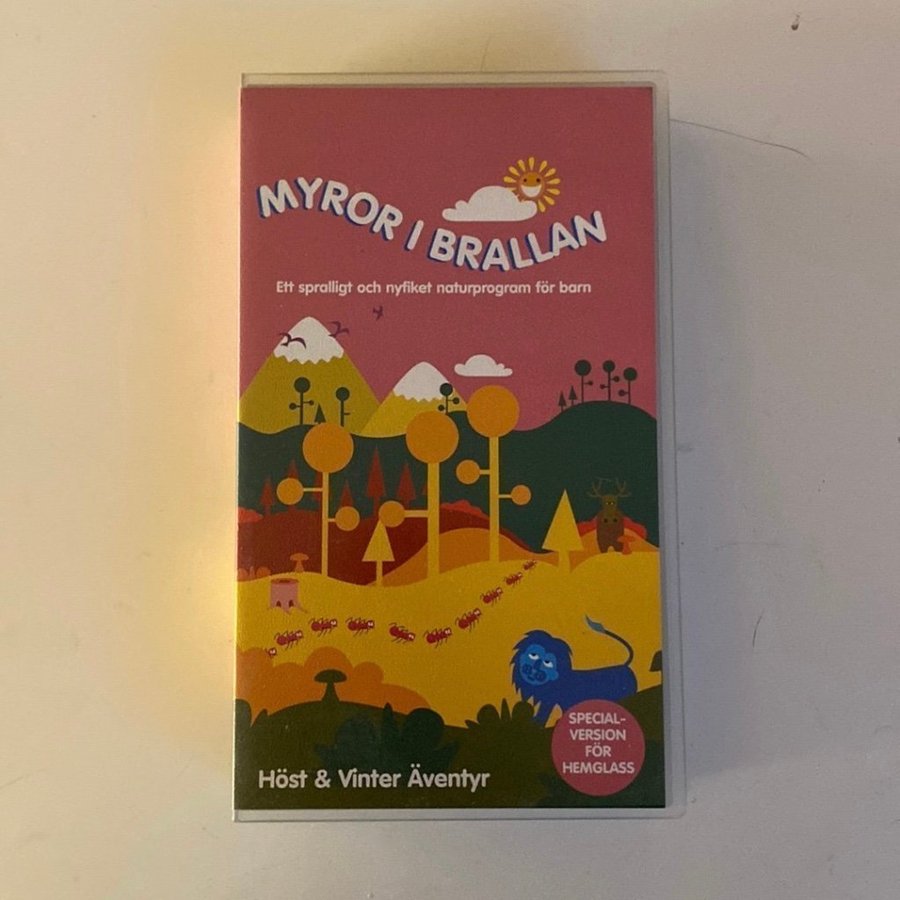 MYROR I BRALLAN
Ett spralligt och nyfiket naturprogram för barn
Höst & Vinter Äventyr
SPECIAL-
VERSION
FÖR
HEMGLASS